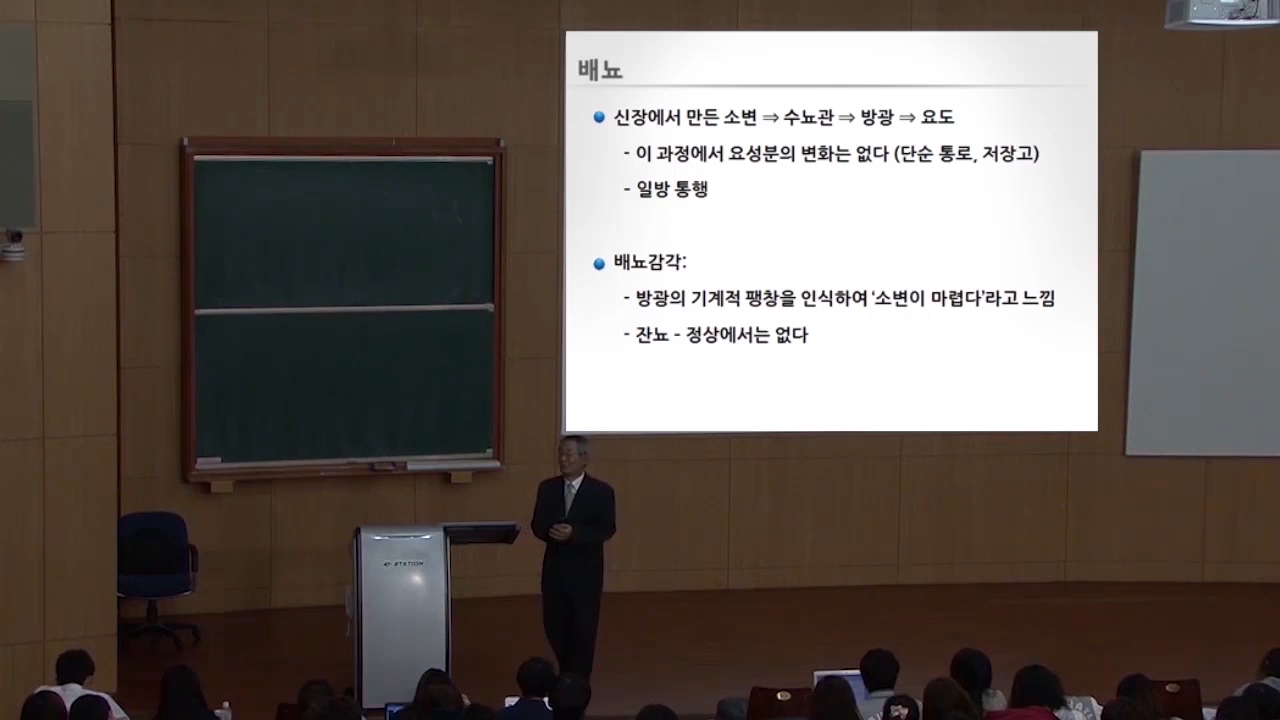 배뇨
신장에서 만든 소변 ⇒ 수뇨관 ⇒ 방광 ⇒ 요도
- 이 과정에서 요성분의 변화는 없다 (단순 통로, 저장고)
- 일방 통행
배뇨감각:
- 방광의 기계적 팽창을 인식하여 ‘소변이 마렵다’라고 느낌
- 잔뇨 – 정상에서는 없다
STATION